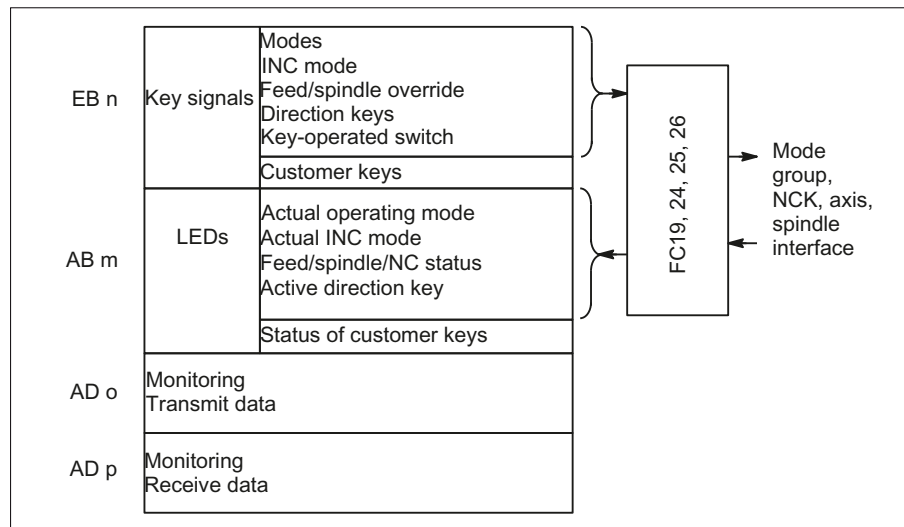 EB n
Key signals
Modes
INC mode
Feed/spindle override
Direction keys
Key-operated switch
Customer keys
AB m
LEDs
Actual operating mode
Actual INC mode
Feed/spindle/NC status
Active direction key
Status of customer keys
FC19, 24, 25, 26
Mode
group,
NCK, axis,
spindle
interface
AD o
Monitoring
Transmit data
AD p
Monitoring
Receive data